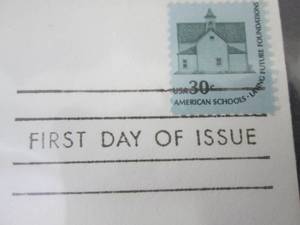 USA 30c
AMERICAN SCHOOLS · LAYING FUTURE FOUNDATIONS
FIRST DAY OF ISSUE